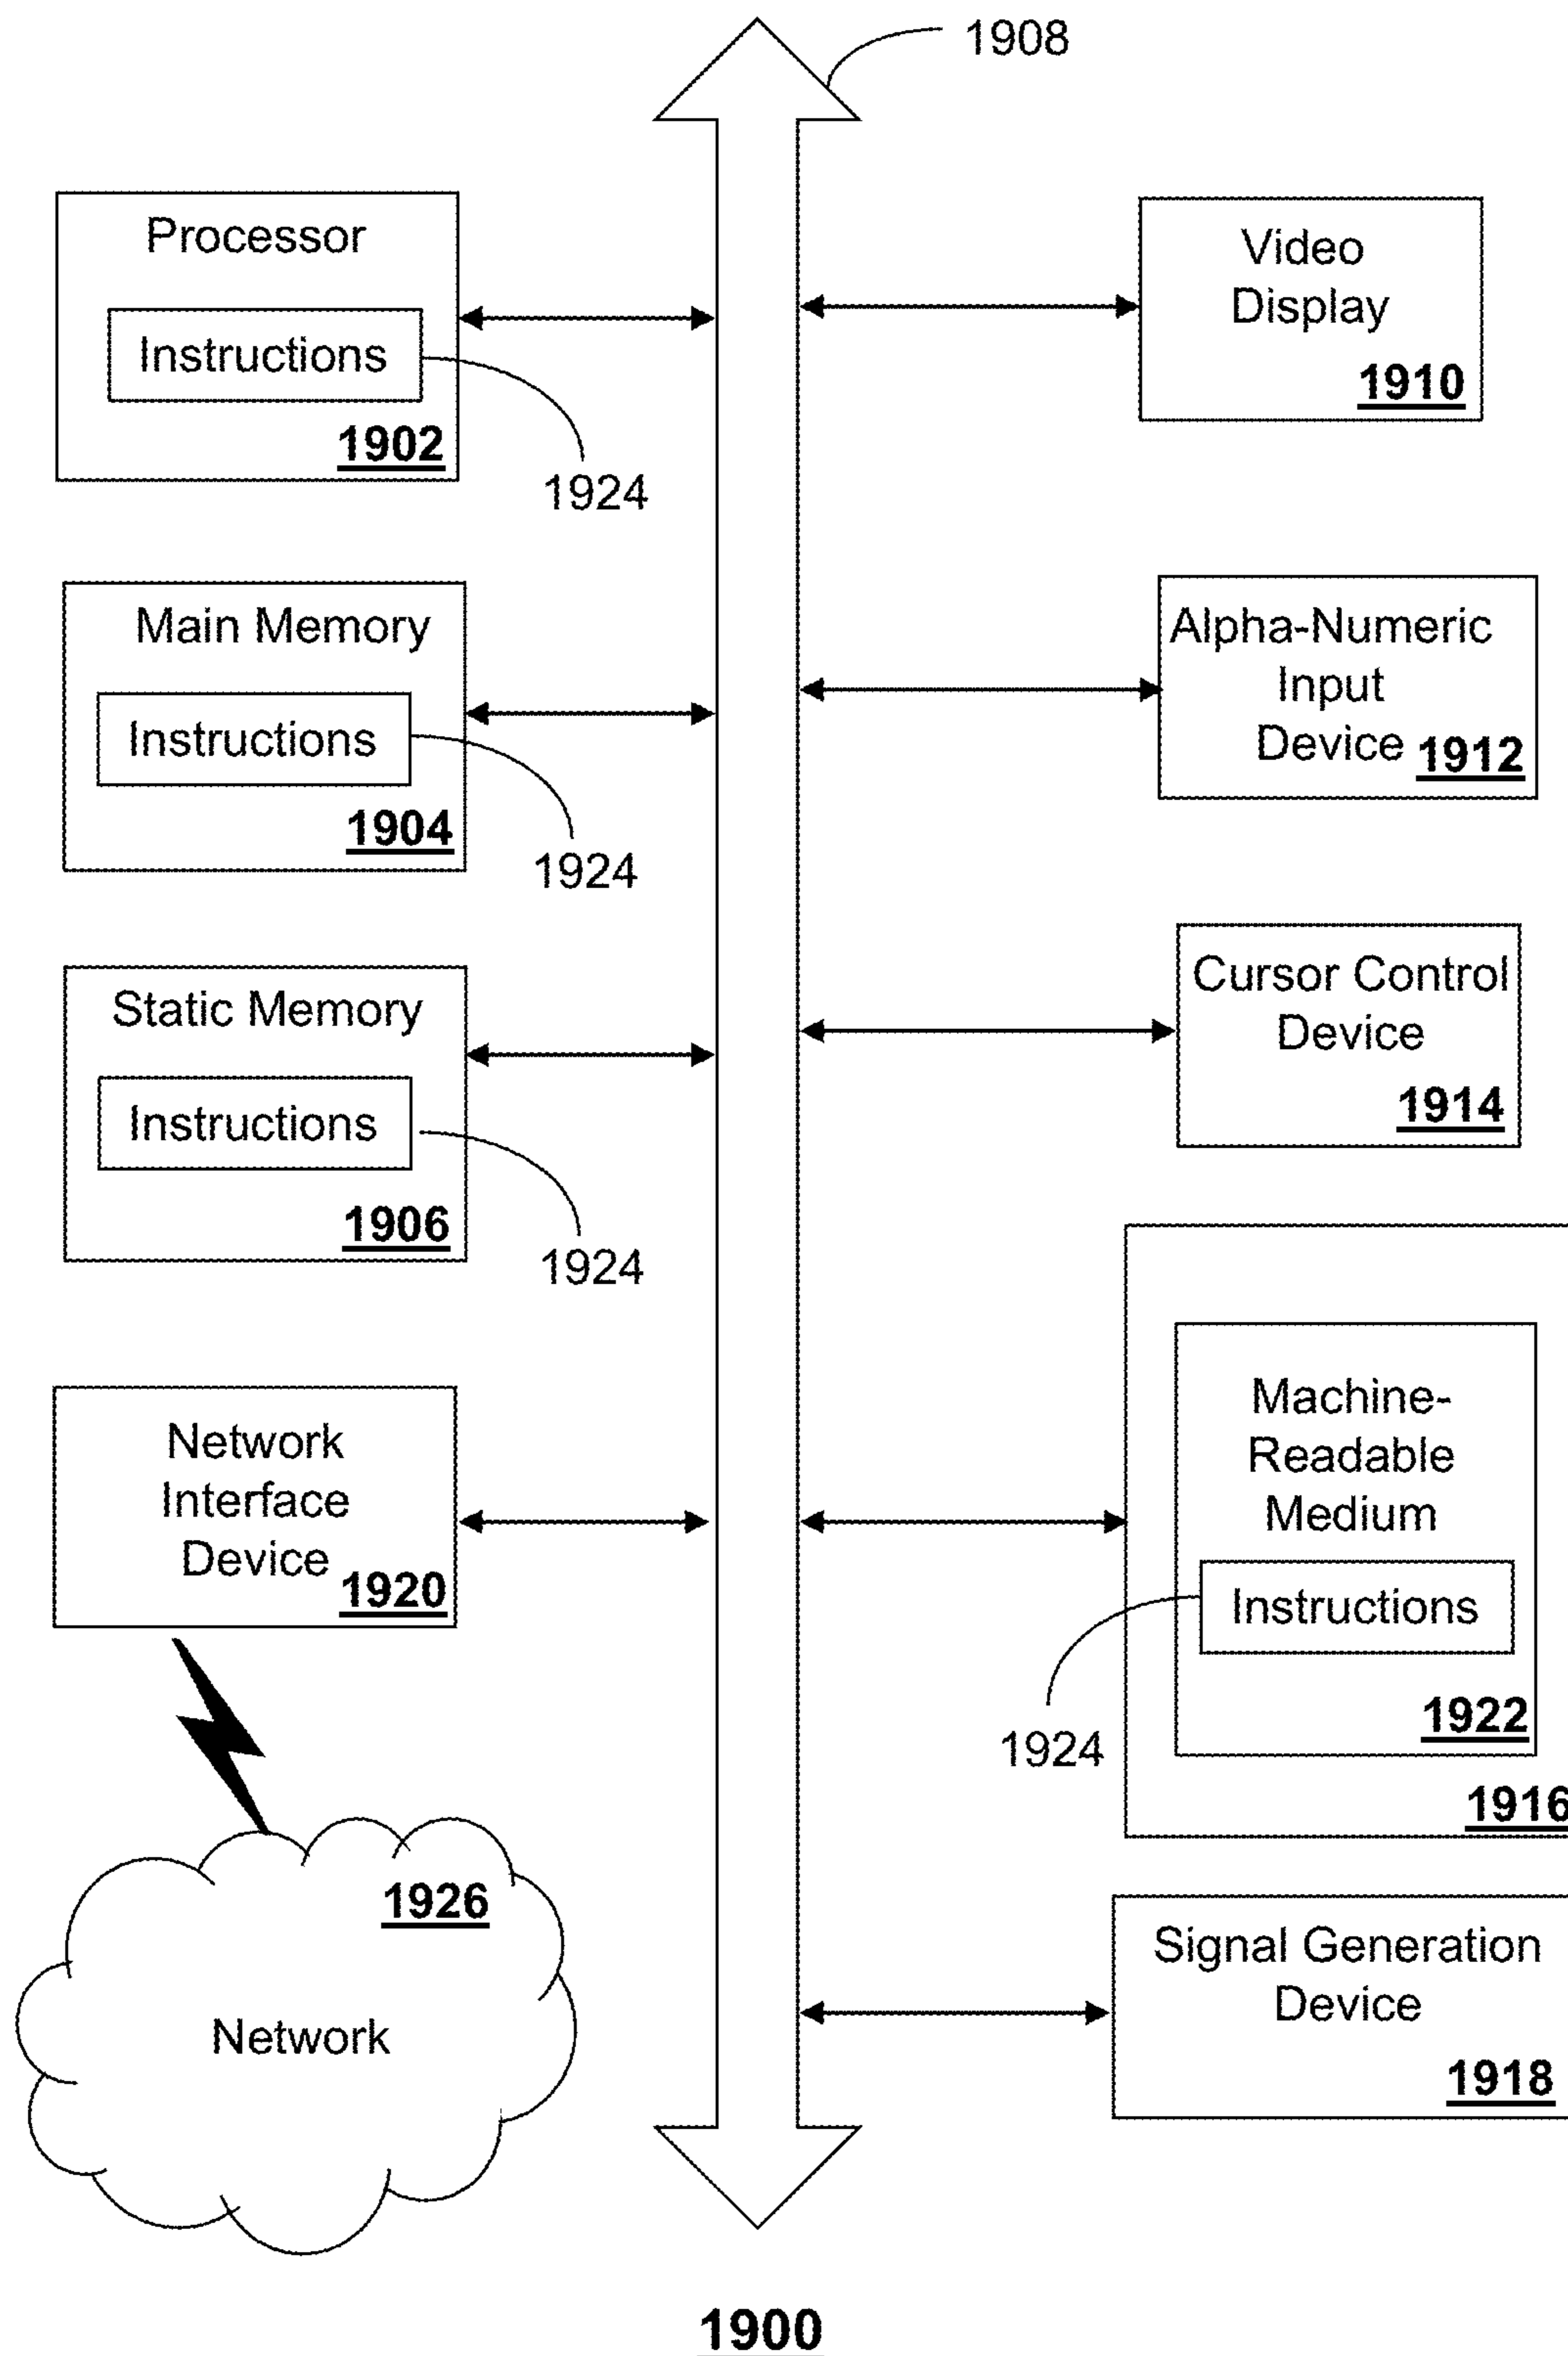 1908
Processor
Instructions
1902
1924
Video
Display
1910
Main Memory
Instructions
1904
1924
Alpha-Numeric
Input
Device 1912
Static Memory
Instructions
1906
1924
Cursor Control
Device
1914
Network
Interface
Device 1920
Machine-
Readable
Medium
Instructions
1922
1924
1916
1926
Network
Signal Generation
Device
1918
1900